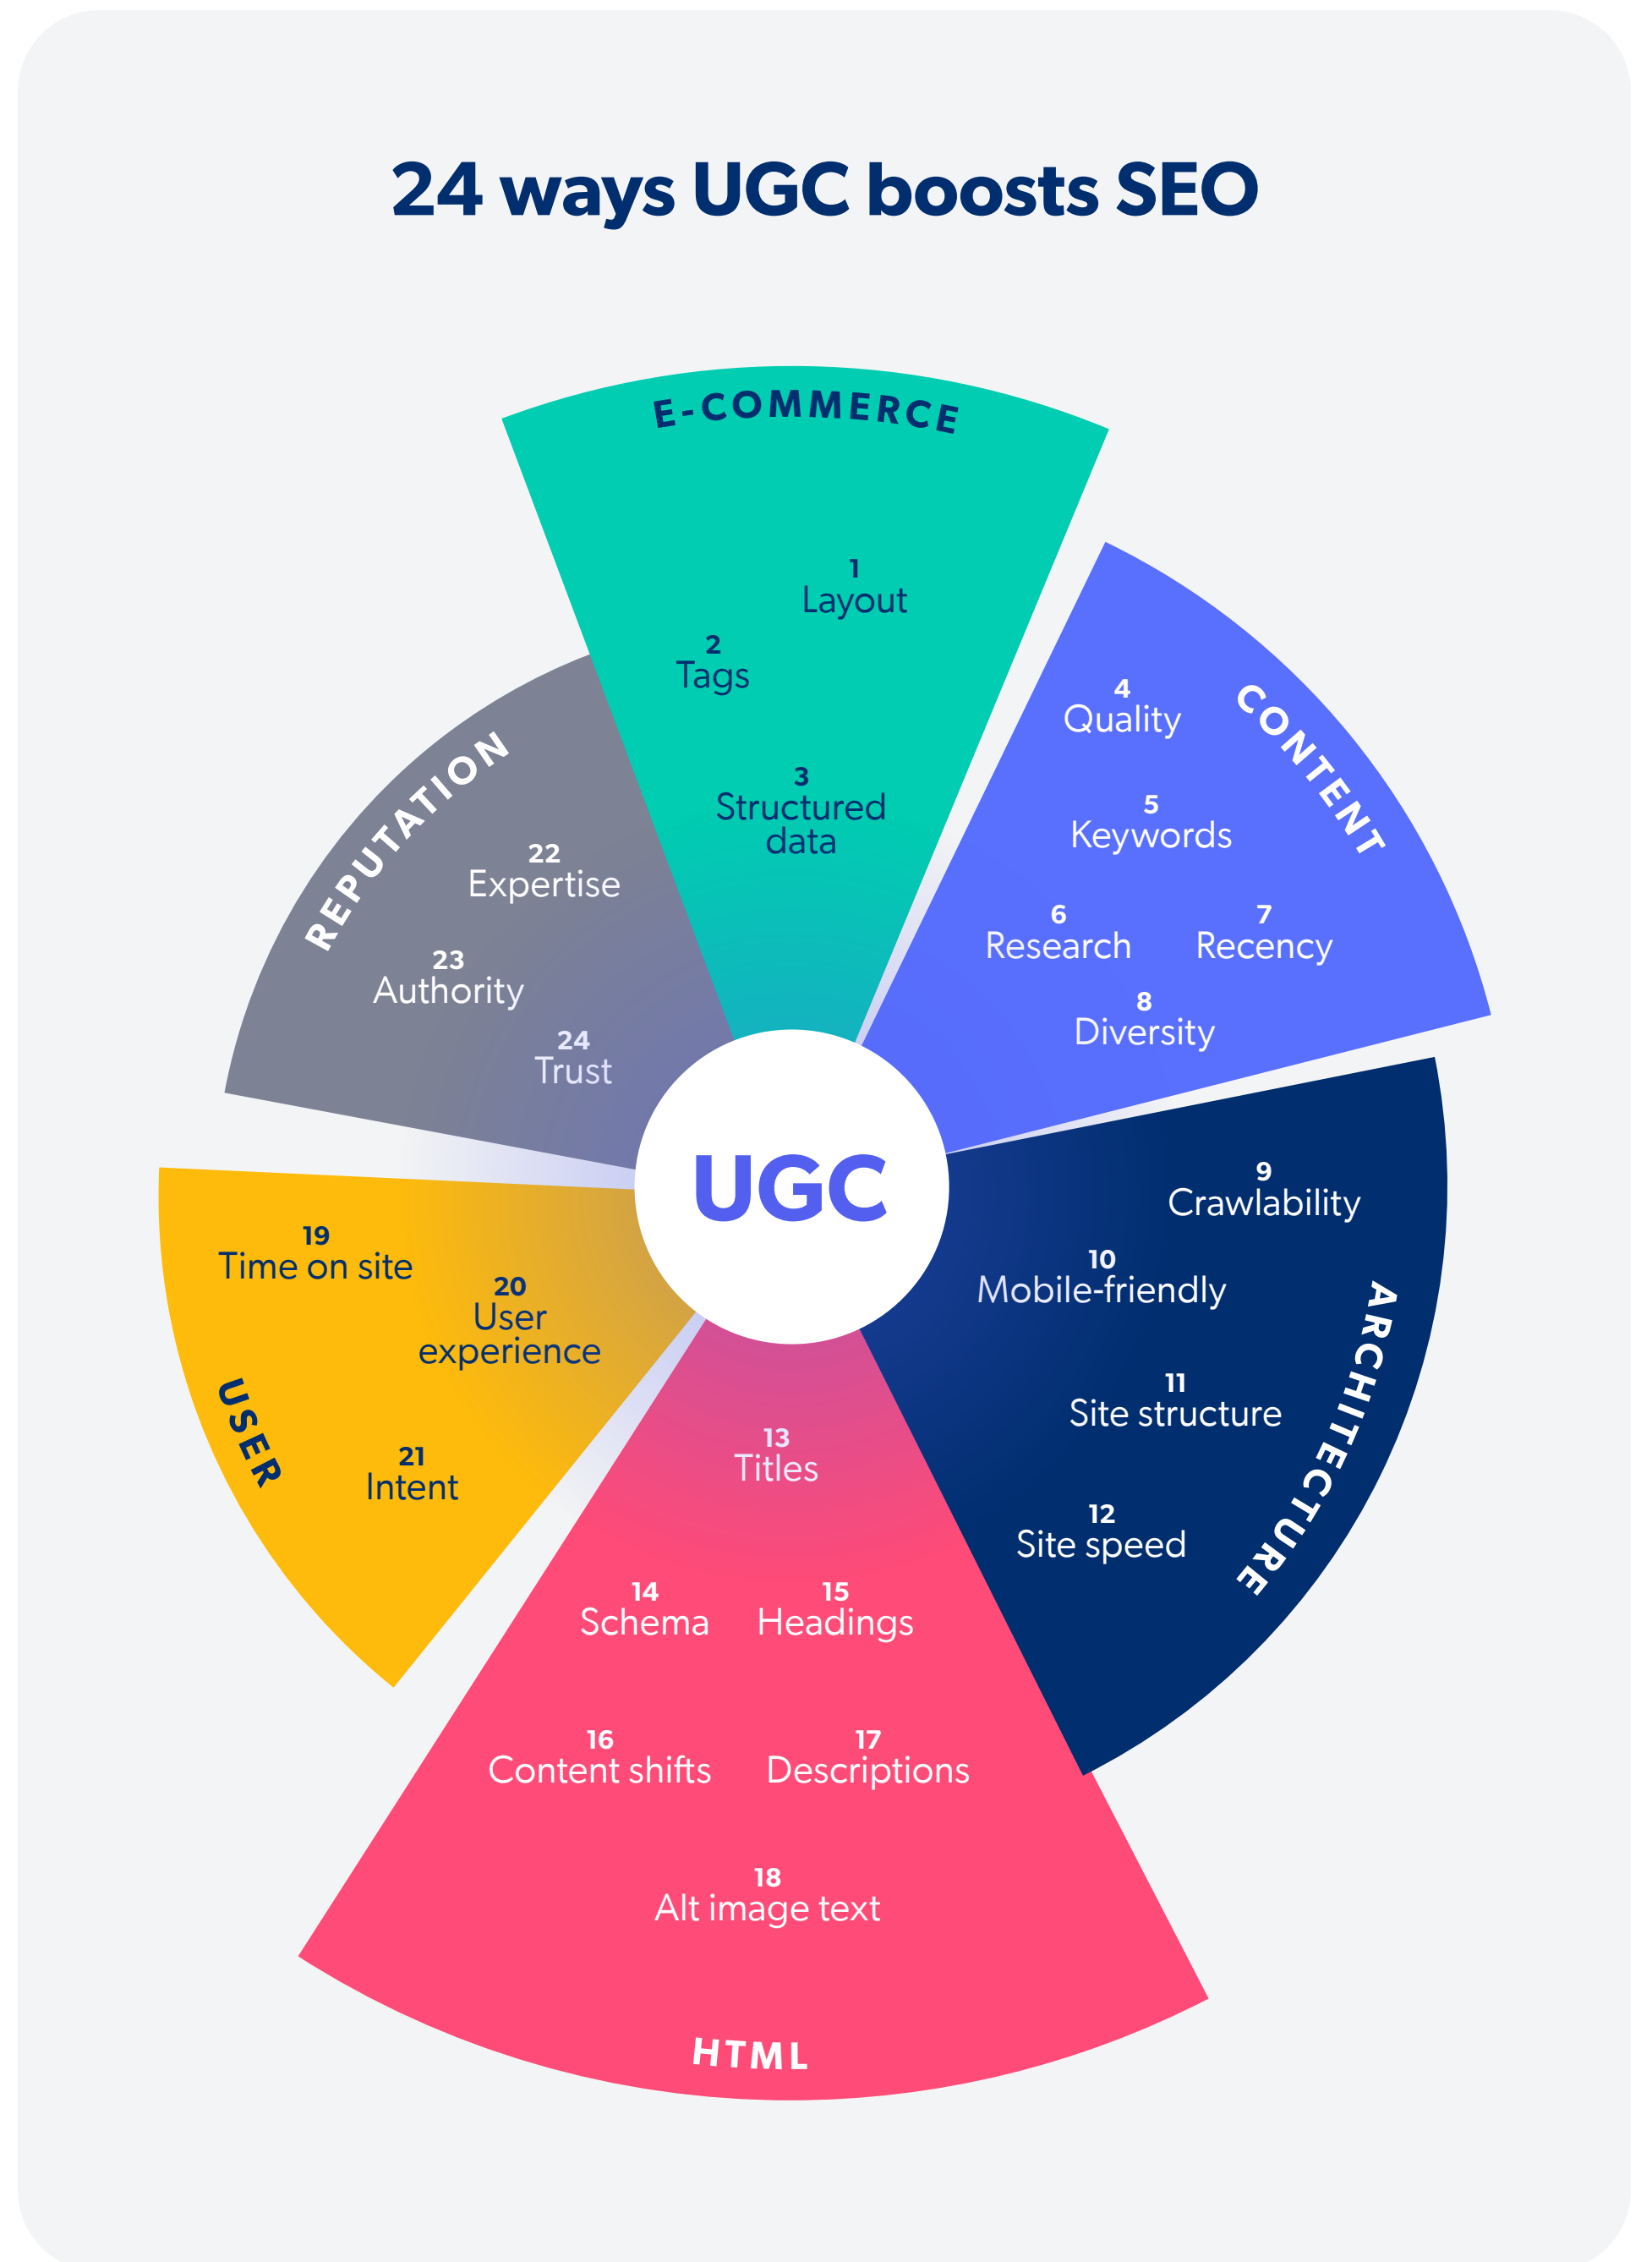 24 ways UGC boosts SEO
E-COMMERCE
1
Layout
2
Tags
3
Structured
data
CONTENT
4
Quality
5
Keywords
6
Research
7
Recency
8
Diversity
ARCHITECTURE
9
Crawlability
10
Mobile-friendly
11
Site structure
12
Site speed
HTML
13
Titles
14
Schema
15
Headings
16
Content shifts
17
Descriptions
18
Alt image text
USER
19
Time on site
20
User
experience
21
Intent
REPUTATION
22
Expertise
23
Authority
24
Trust
UGC